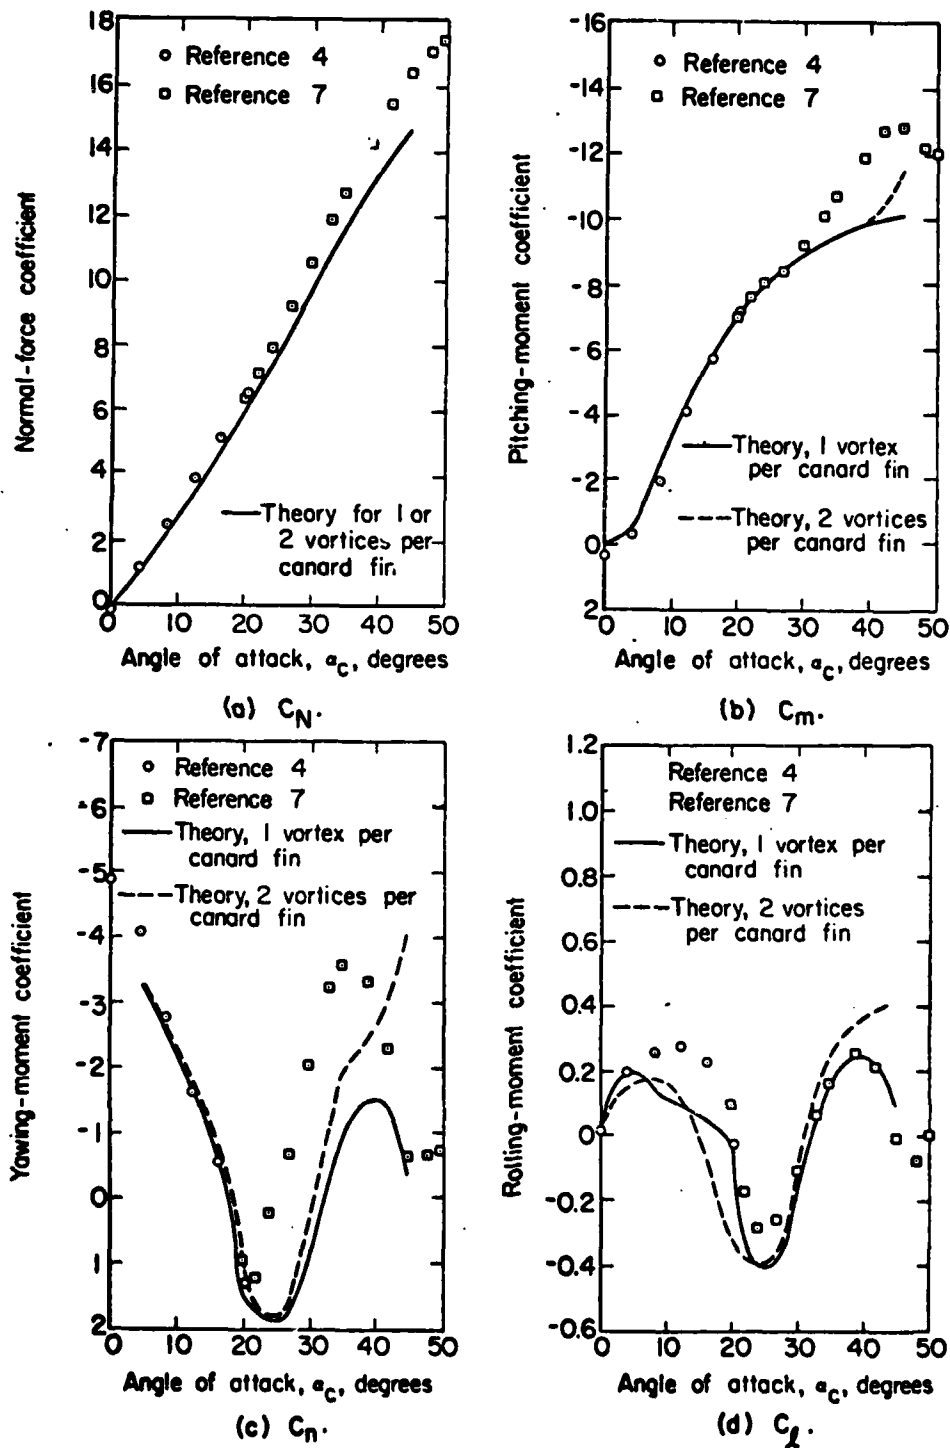 18
16
14
12
10
8
6
4
2
0
Normal-force coefficient
Reference 4
Reference 7
Theory for 1 or
2 vortices per
canard fin
0 10 20 30 40 50
Angle of attack, αc, degrees
(a) CN.
-16
-14
-12
-10
-8
-6
-4
-2
0
2
Pitching-moment coefficient
Reference 4
Reference 7
Theory, 1 vortex
per canard fin
Theory, 2 vortices
per canard fin
0 10 20 30 40 50
Angle of attack, αc, degrees
(b) Cm.
-7
-6
-5
-4
-3
-2
-1
0
1
2
Yawing-moment coefficient
Reference 4
Reference 7
Theory, 1 vortex per
canard fin
Theory, 2 vortices per
canard fin
0 10 20 30 40 50
Angle of attack, αc, degrees
(c) Cn.
1.2
1.0
0.8
0.6
0.4
0.2
0
-0.2
-0.4
-0.6
Rolling-moment coefficient
Reference 4
Reference 7
Theory, 1 vortex per
canard fin
Theory, 2 vortices
per canard fin
0 10 20 30 40 50
Angle of attack, αc, degrees
(d) Cℓ.